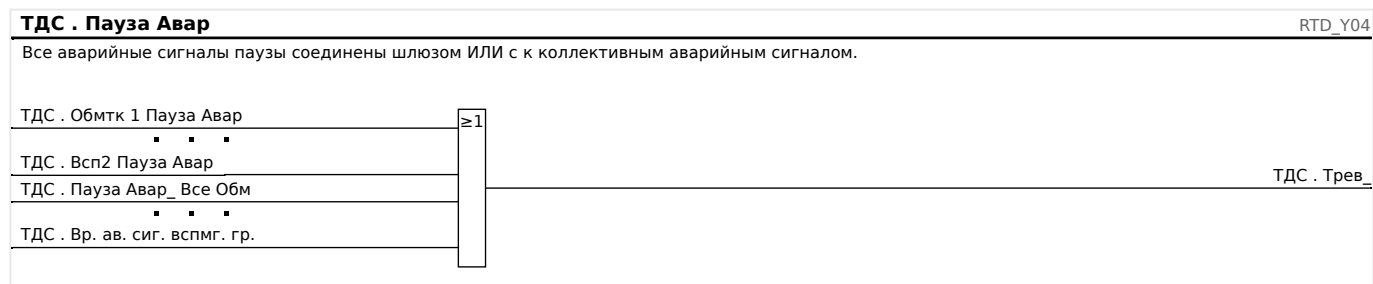 ТДС . Пауза Авар
RTD_Y04
Все аварийные сигналы паузы соединены шлюзом ИЛИ с к коллективным аварийным сигналом.
ТДС . Обмтк 1 Пауза Авар
≥1
ТДС . Всп2 Пауза Авар
ТДС . Трев_
ТДС . Пауза Авар_ Все Обм
ТДС . Вр. ав. сиг. вспмг. гр.